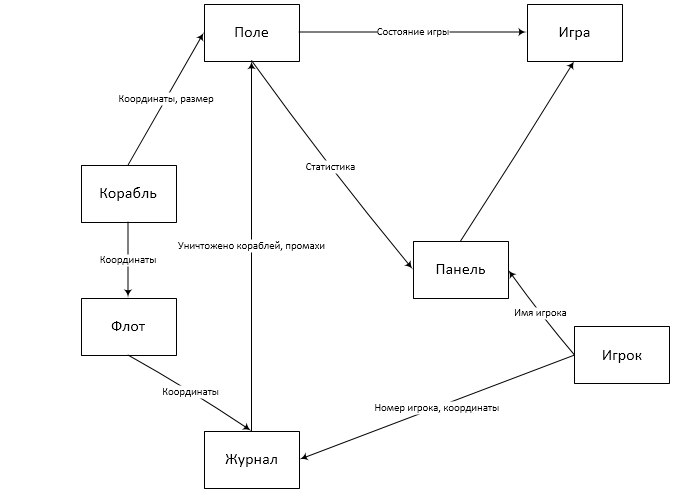 Поле
Состояние игры
Игра
Координаты, размер
Статистика
Корабль
Уничтожено кораблей, промахи
Координаты
Панель
Имя игрока
Флот
Игрок
Координаты
Номер игрока, координаты
Журнал